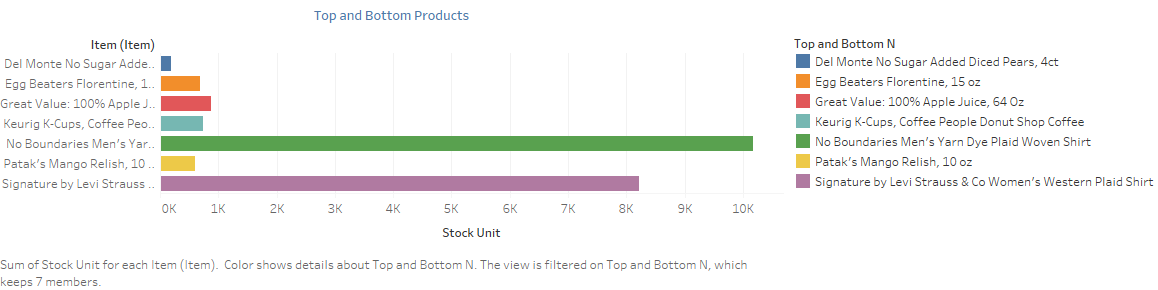 Top and Bottom Products
Item (Item)
Del Monte No Sugar Adde..
Egg Beaters Florentine, 1..
Great Value: 100% Apple J..
Keurig K-Cups, Coffee Peo..
No Boundaries Men's Yar..
Patak's Mango Relish, 10 ..
Signature by Levi Strauss ..
0K 1K 2K 3K 4K 5K 6K 7K 8K 9K 10K
Stock Unit
Top and Bottom N
Del Monte No Sugar Added Diced Pears, 4ct
Egg Beaters Florentine, 15 oz
Great Value: 100% Apple Juice, 64 Oz
Keurig K-Cups, Coffee People Donut Shop Coffee
No Boundaries Men's Yarn Dye Plaid Woven Shirt
Patak's Mango Relish, 10 oz
Signature by Levi Strauss & Co Women's Western Plaid Shirt
Sum of Stock Unit for each Item (Item).  Color shows details about Top and Bottom N. The view is filtered on Top and Bottom N, which
keeps 7 members.